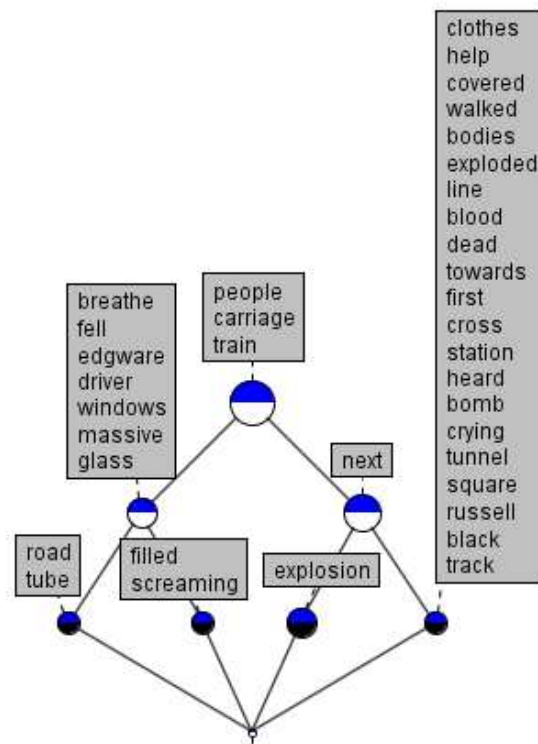 clothes
help
covered
walked
bodies
exploded
line
blood
dead
towards
first
cross
station
heard
bomb
crying
tunnel
square
russell
black
track
people
carriage
train
breathe
fell
edgware
driver
windows
massive
glass
next
road
tube
filled
screaming
explosion